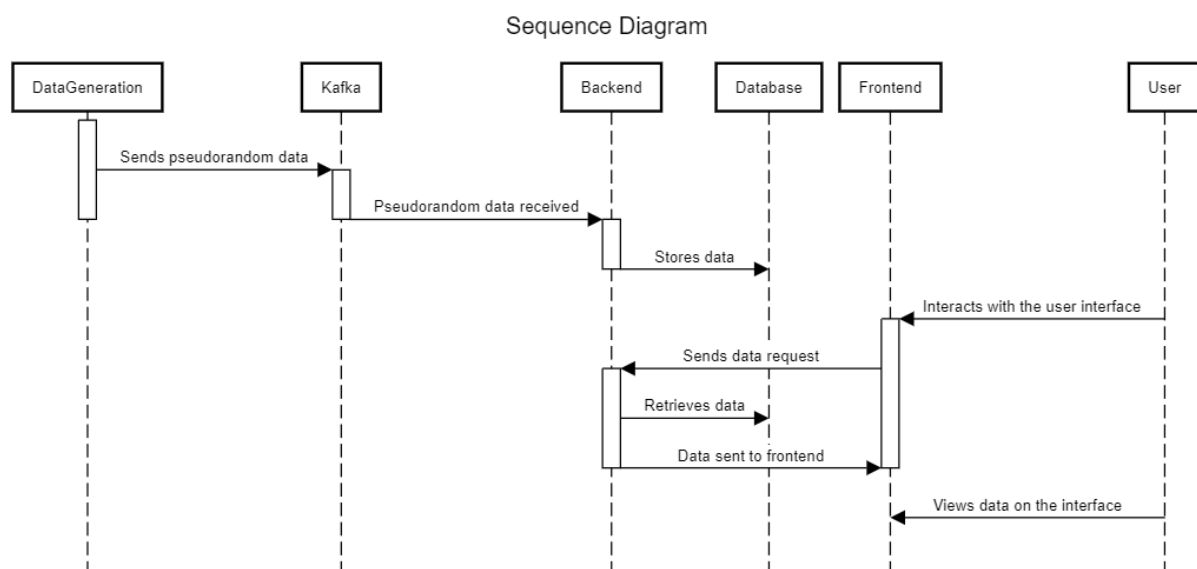 Sequence Diagram
DataGeneration
Kafka
Backend
Database
Frontend
User
Sends pseudorandom data
Pseudorandom data received
Stores data
Interacts with the user interface
Sends data request
Retrieves data
Data sent to frontend
Views data on the interface